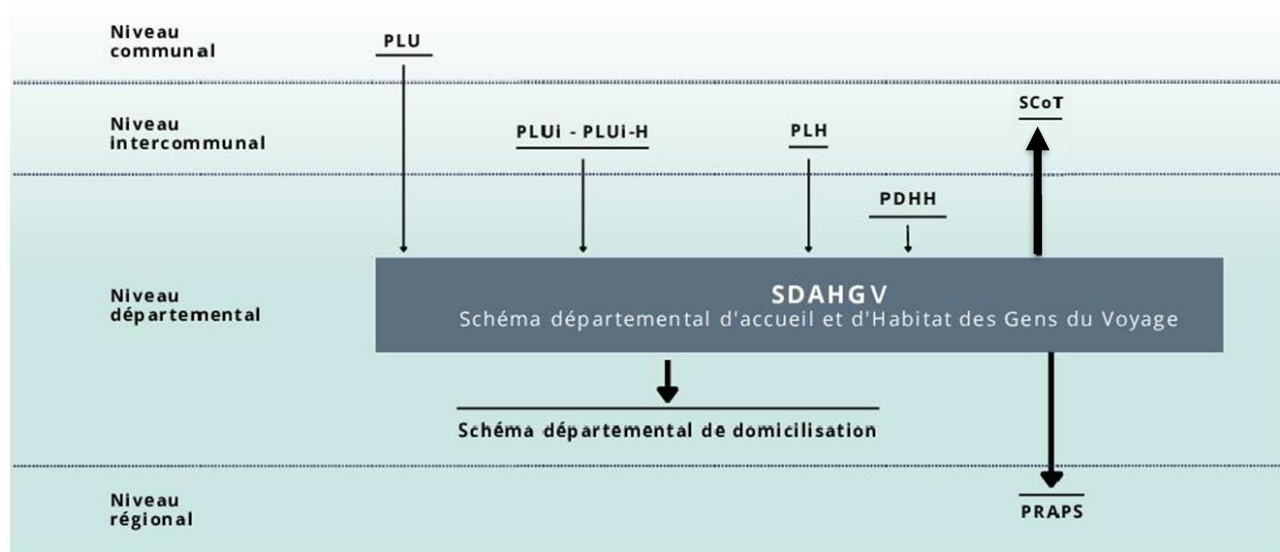 Niveau
communal
PLU
Niveau
intercommunal
PLUi - PLUi-H
PLH
SCoT
PDHH
Niveau
départemental
SDAHGV
Schéma départemental d'accueil et d'Habitat des Gens du Voyage
Schéma départemental de domicilisation
Niveau
régional
PRAPS